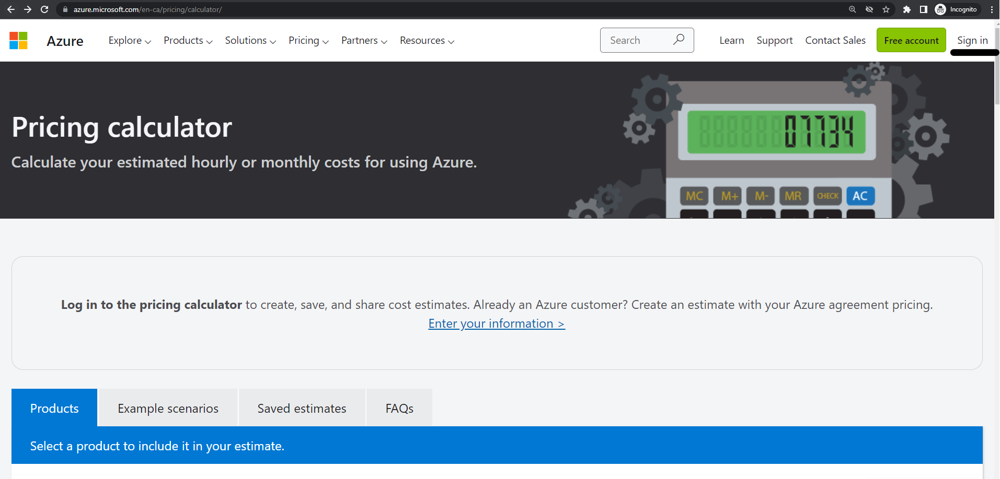 azure.microsoft.com/en-ca/pricing/calculator/
Incognito
Azure
Explore
Products
Solutions
Pricing
Partners
Resources
Search
Learn
Support
Contact Sales
Free account
Sign in
Pricing calculator
Calculate your estimated hourly or monthly costs for using Azure.
07734
MC M+ M- MR CHECK AC
Log in to the pricing calculator to create, save, and share cost estimates. Already an Azure customer? Create an estimate with your Azure agreement pricing.
Enter your information >
Products
Example scenarios
Saved estimates
FAQs
Select a product to include it in your estimate.